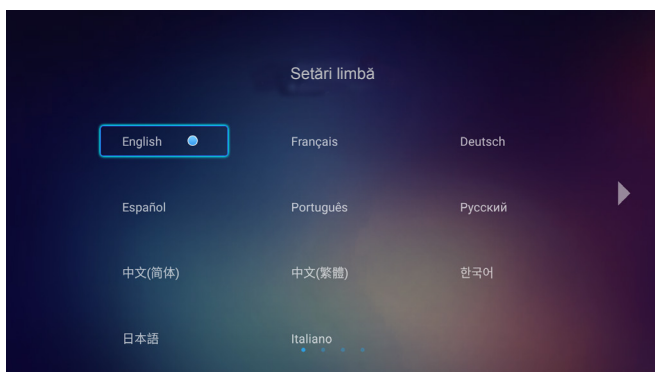 Setări limbă
English
Français
Deutsch
Español
Português
Русский
中文(简体)
中文(繁體)
한국어
日本語
Italiano